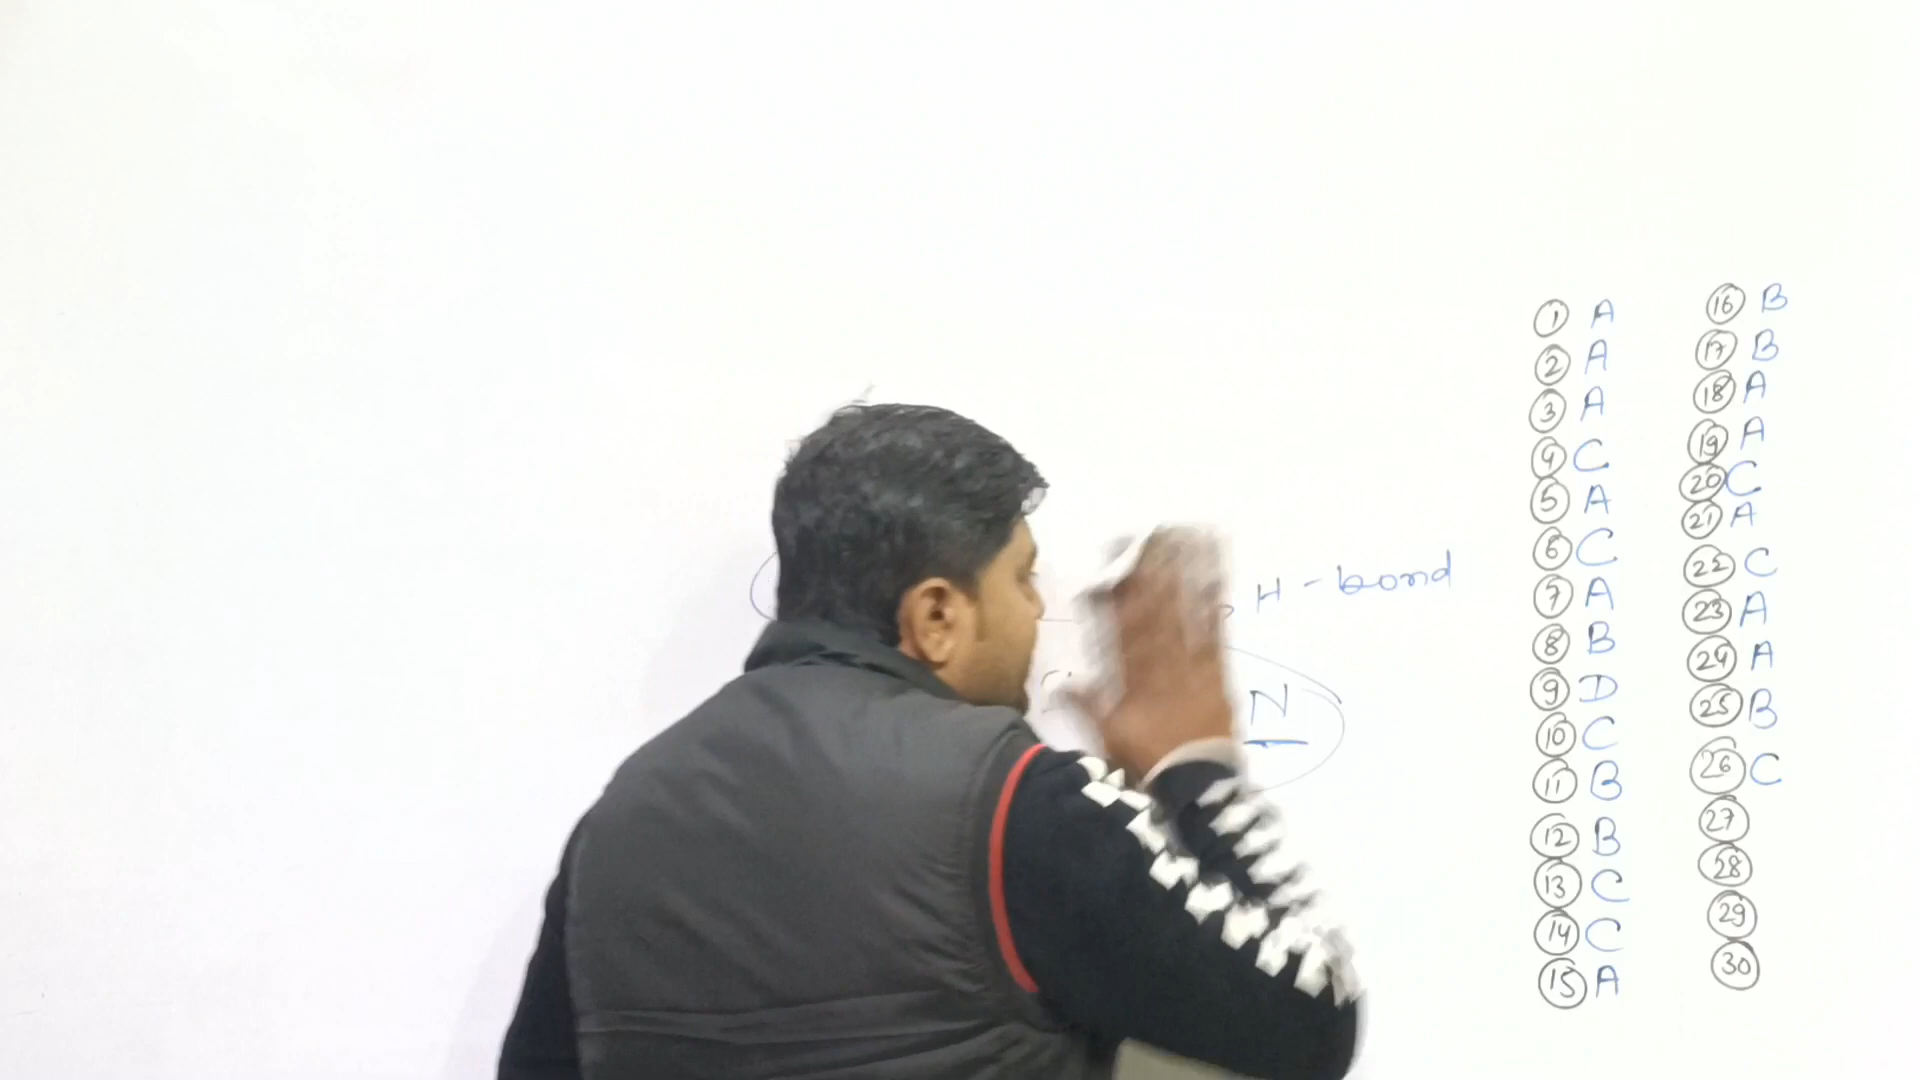 H - bond
N
① A
② A
③ A
④ C
⑤ A
⑥ C
⑦ A
⑧ B
⑨ D
⑩ C
⑪ B
⑫ B
⑬ C
⑭ C
⑮ A
⑯ B
⑰ B
⑱ A
⑲ A
⑳ C
㉑ A
㉒ C
㉓ A
㉔ A
㉕ B
㉖ C
㉗
㉘
㉙
㉚